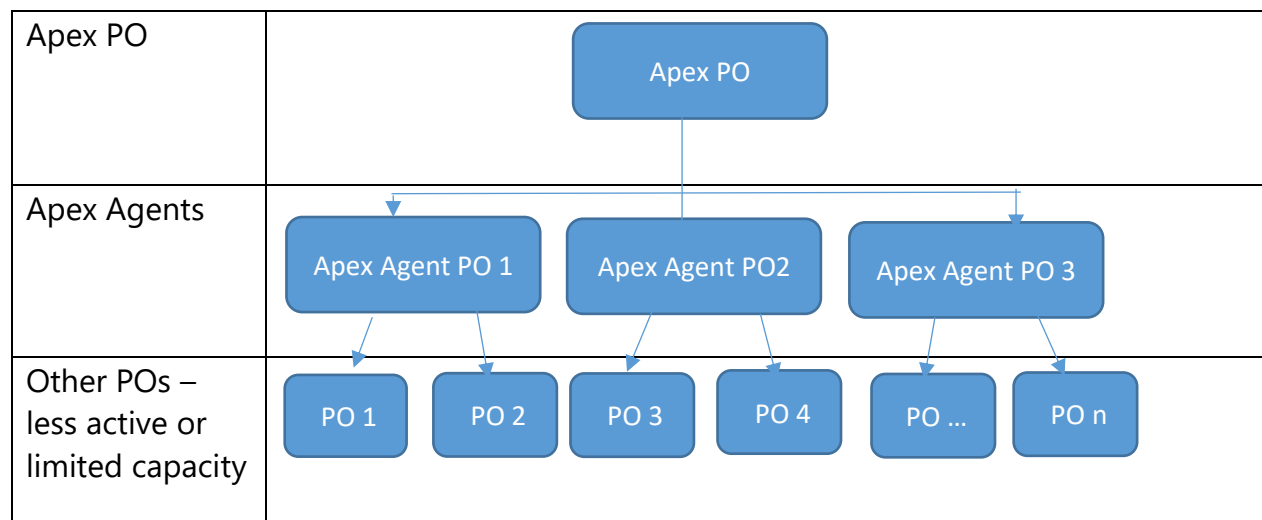 Apex PO
Apex PO
Apex Agents
Apex Agent PO 1
Apex Agent PO2
Apex Agent PO 3
Other POs –
less active or
limited capacity
PO 1
PO 2
PO 3
PO 4
PO ...
PO n